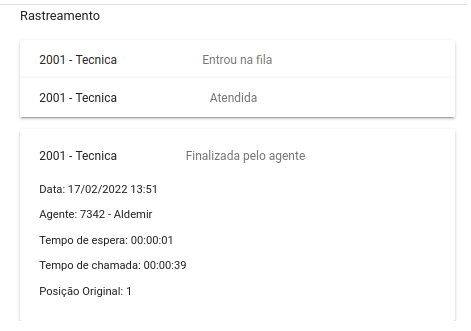 Rastreamento
2001 - Tecnica Entrou na fila
2001 - Tecnica Atendida
2001 - Tecnica Finalizada pelo agente
Data: 17/02/2022 13:51
Agente: 7342 - Aldemir
Tempo de espera: 00:00:01
Tempo de chamada: 00:00:39
Posição Original: 1